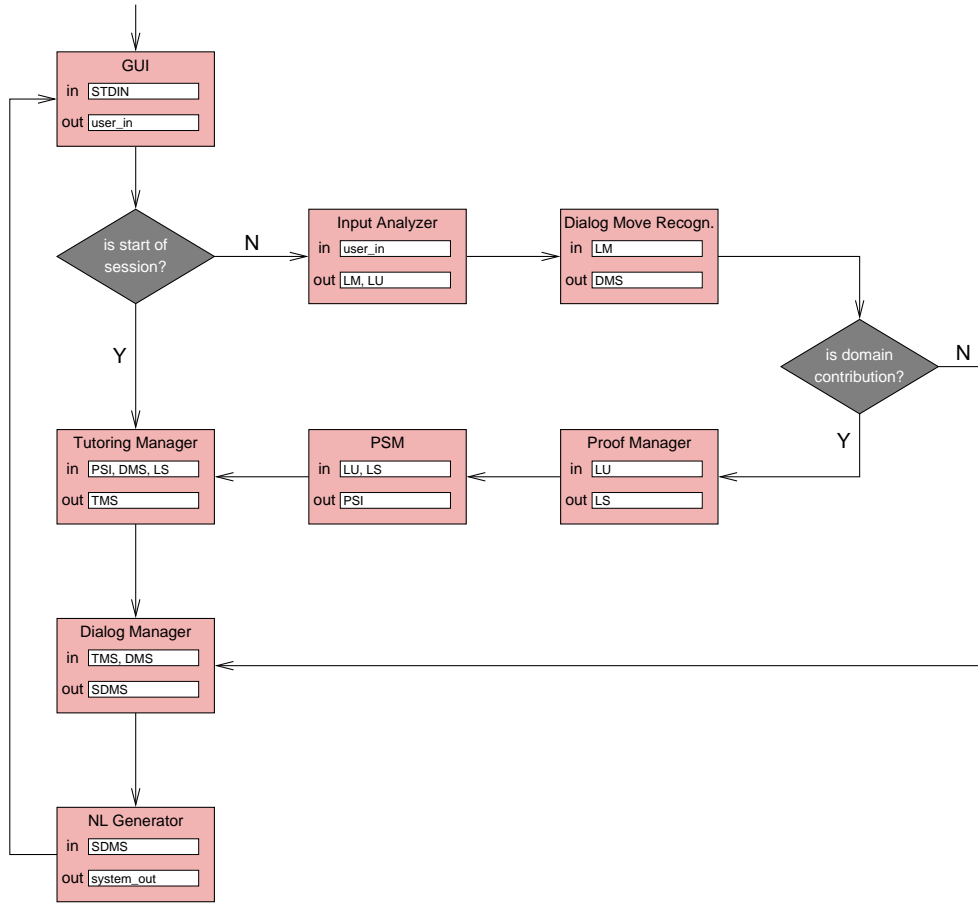 GUI
in STDIN
out user_in
is start of
session?
N
Y
Input Analyzer
in user_in
out LM, LU
Dialog Move Recogn.
in LM
out DMS
is domain
contribution?
N
Y
Tutoring Manager
in PSI, DMS, LS
out TMS
PSM
in LU, LS
out PSI
Proof Manager
in LU
out LS
Dialog Manager
in TMS, DMS
out SDMS
NL Generator
in SDMS
out system_out